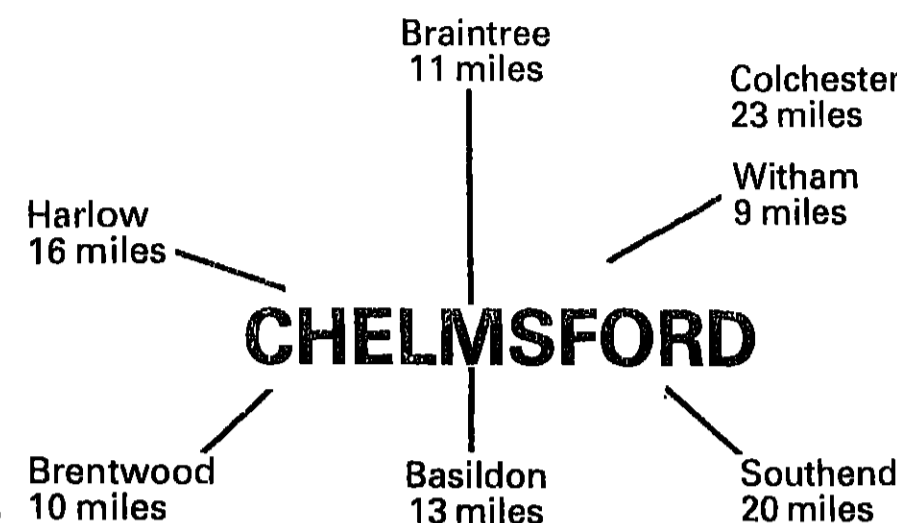 Braintree
11 miles
Colchester
23 miles
Witham
9 miles
Harlow
16 miles
CHELMSFORD
Brentwood
10 miles
Basildon
13 miles
Southend
20 miles